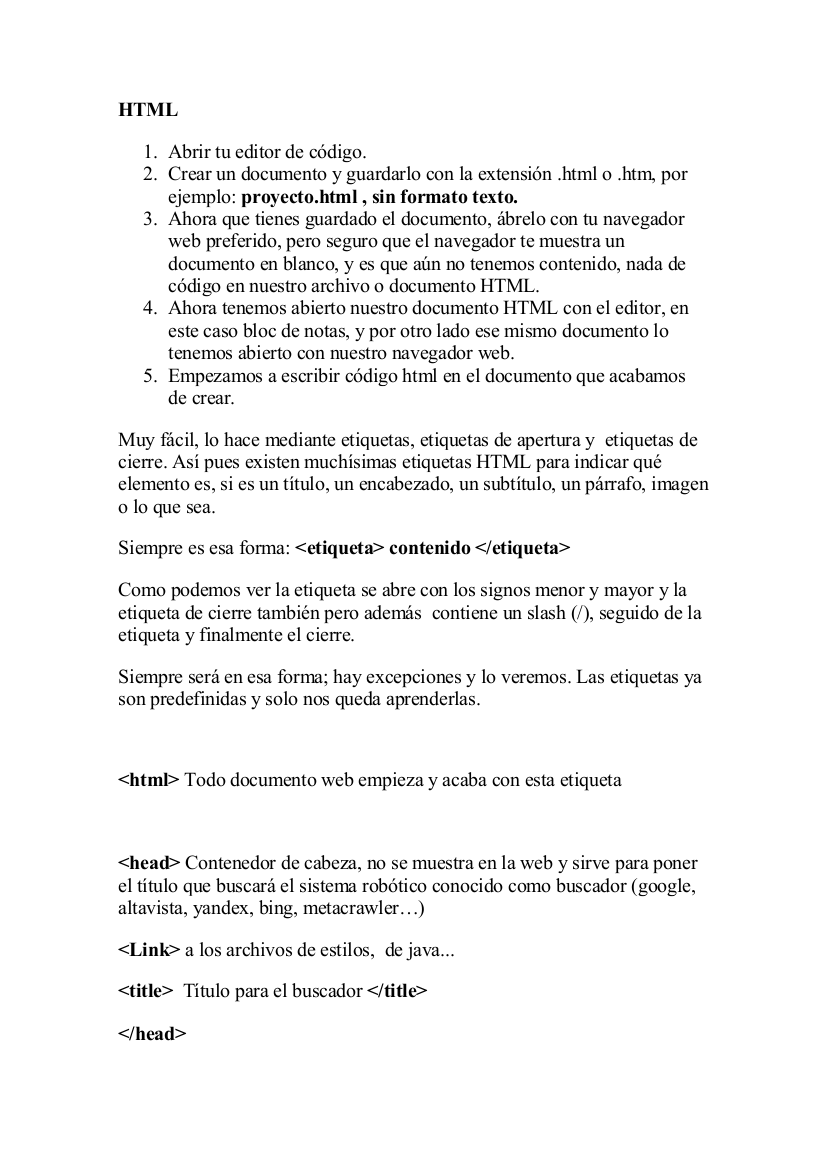 HTML
1. Abrir tu editor de código.
2. Crear un documento y guardarlo con la extensión .html o .htm, por
ejemplo: proyecto.html , sin formato texto.
3. Ahora que tienes guardado el documento, ábrelo con tu navegador
web preferido, pero seguro que el navegador te muestra un
documento en blanco, y es que aún no tenemos contenido, nada de
código en nuestro archivo o documento HTML.
4. Ahora tenemos abierto nuestro documento HTML con el editor, en
este caso bloc de notas, y por otro lado ese mismo documento lo
tenemos abierto con nuestro navegador web.
5. Empezamos a escribir código html en el documento que acabamos
de crear.
Muy fácil, lo hace mediante etiquetas, etiquetas de apertura y  etiquetas de
cierre. Así pues existen muchísimas etiquetas HTML para indicar qué
elemento es, si es un título, un encabezado, un subtítulo, un párrafo, imagen
o lo que sea.
Siempre es esa forma: <etiqueta> contenido </etiqueta>
Como podemos ver la etiqueta se abre con los signos menor y mayor y la
etiqueta de cierre también pero además  contiene un slash (/), seguido de la
etiqueta y finalmente el cierre.
Siempre será en esa forma; hay excepciones y lo veremos. Las etiquetas ya
son predefinidas y solo nos queda aprenderlas.
<html> Todo documento web empieza y acaba con esta etiqueta
<head> Contenedor de cabeza, no se muestra en la web y sirve para poner
el título que buscará el sistema robótico conocido como buscador (google,
altavista, yandex, bing, metacrawler…)
<Link> a los archivos de estilos,  de java...
<title>  Título para el buscador </title>
</head>